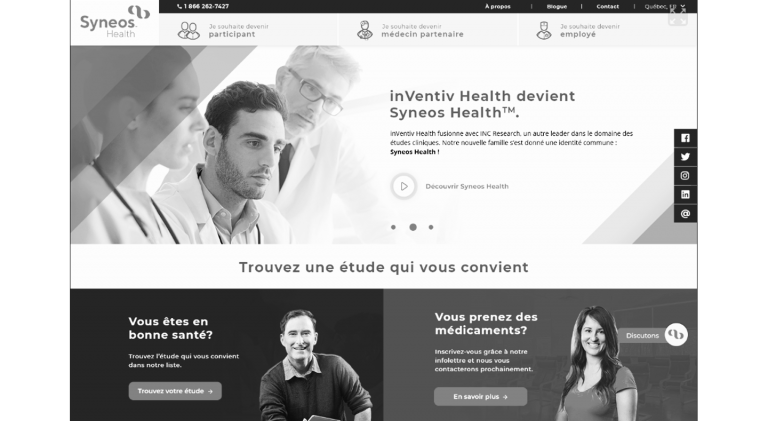 Syneos.
Health
1 866 262-7427
À propos
Blogue
Contact
Québec, FR
Je souhaite devenir
participant
Je souhaite devenir
médecin partenaire
Je souhaite devenir
employé
inVentiv Health devient
Syneos Health™.
inVentiv Health fusionne avec INC Research, un autre leader dans le domaine des
études cliniques. Notre nouvelle famille s'est donné une identité commune :
Syneos Health !
Découvrir Syneos Health
Trouvez une étude qui vous convient
Vous êtes en
bonne santé?
Trouvez l'étude qui vous convient
dans notre liste.
Trouvez votre étude →
Vous prenez des
médicaments?
Inscrivez-vous grâce à notre
infolettre et nous vous
contacterons prochainement.
En savoir plus →
Discutons